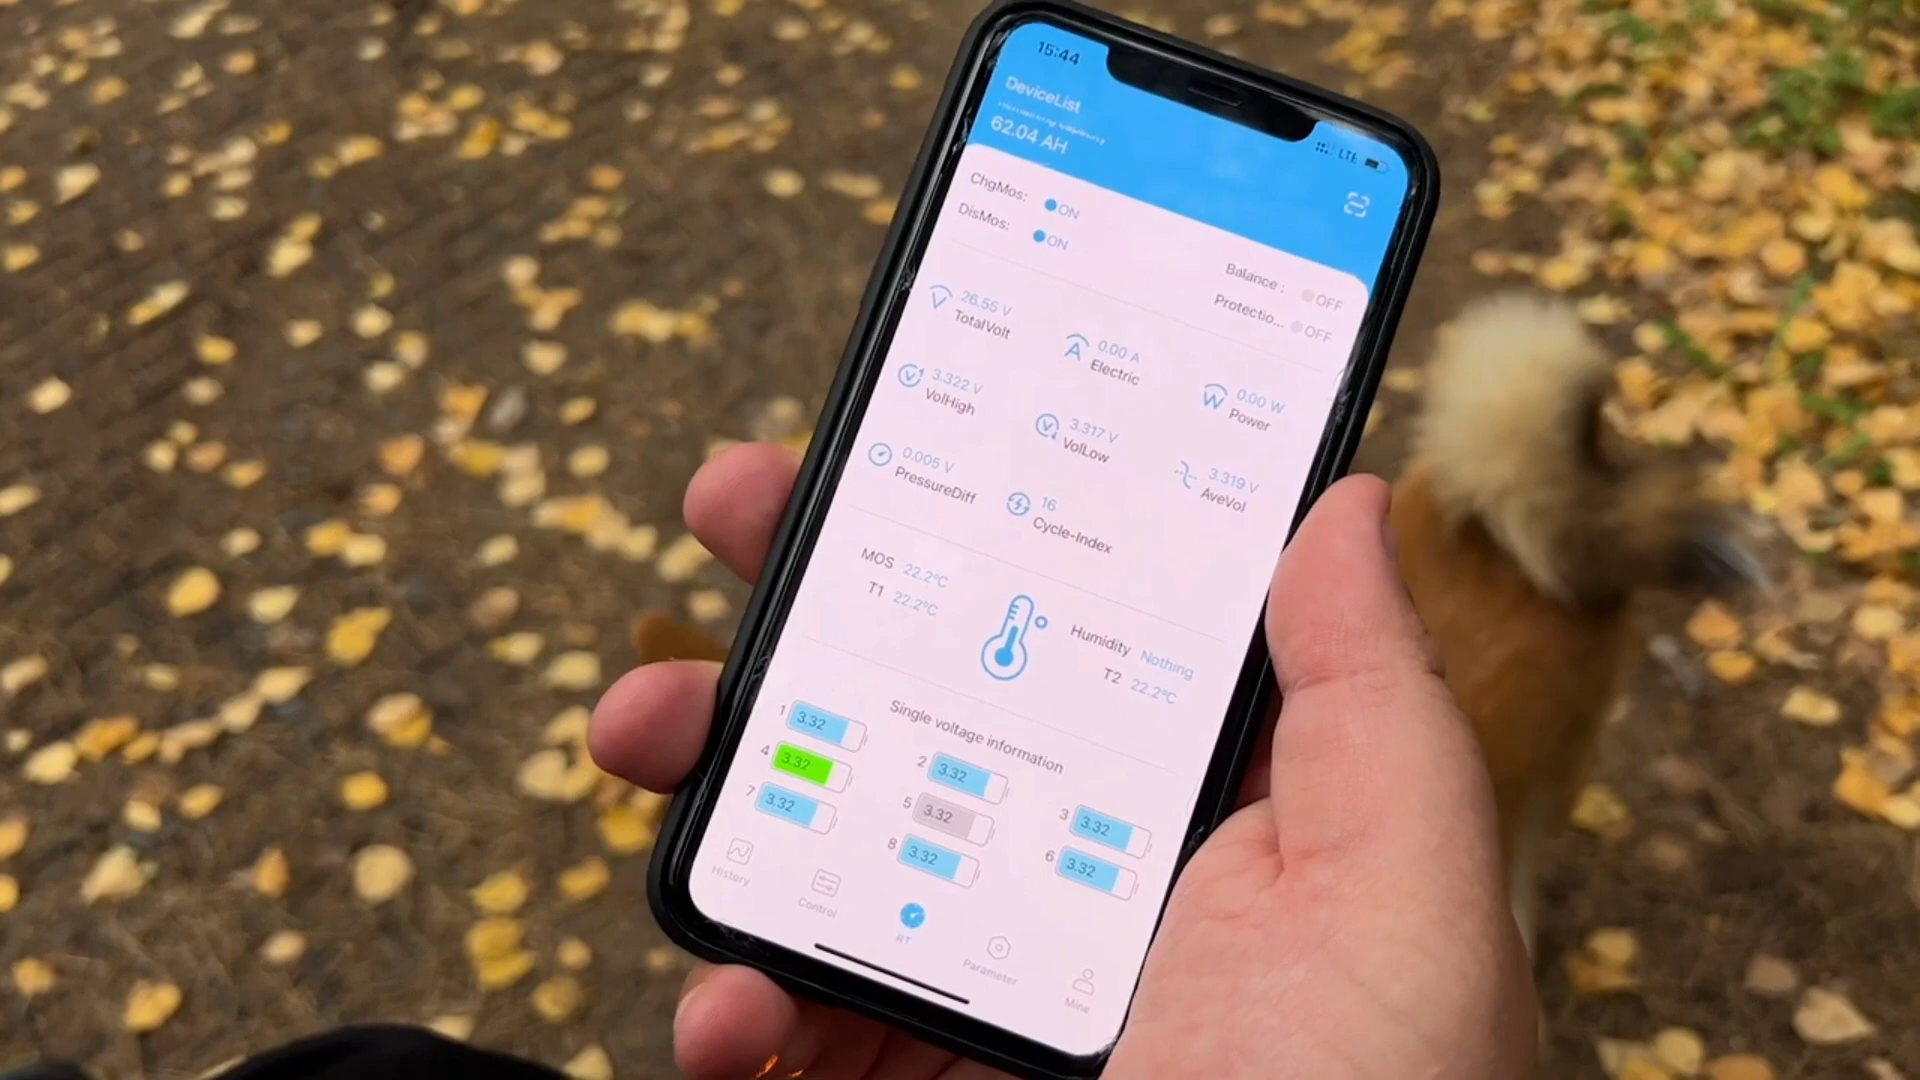 15:44
LTE
DeviceList
62.04 AH
ChgMos: ON
DisMos: ON
Balance : OFF
Protectio... OFF
26.55 V
TotalVolt
0.00 A
Electric
0.00 W
Power
3.322 V
VolHigh
3.317 V
VolLow
3.319 V
AveVol
0.005 V
PressureDiff
16
Cycle-Index
MOS 22.2°C
T1 22.2°C
Humidity Nothing
T2 22.2°C
Single voltage information
1 3.32
2 3.32
3 3.32
4 3.32
5 3.32
6 3.32
7 3.32
8 3.32
History
Control
RT
Parameter
Mine